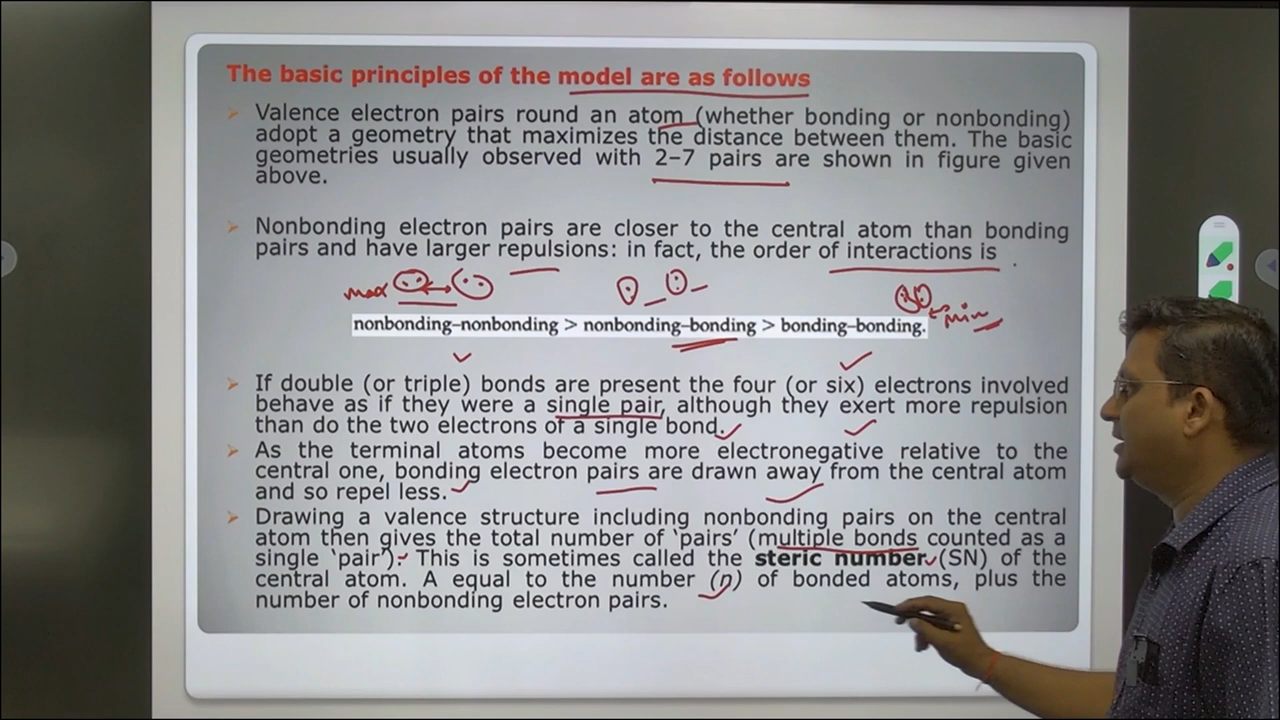 The basic principles of the model are as follows
Valence electron pairs round an atom (whether bonding or nonbonding)
adopt a geometry that maximizes the distance between them. The basic
geometries usually observed with 2–7 pairs are shown in figure given
above.
Nonbonding electron pairs are closer to the central atom than bonding
pairs and have larger repulsions: in fact, the order of interactions is
max
min
nonbonding–nonbonding > nonbonding–bonding > bonding–bonding.
If double (or triple) bonds are present the four (or six) electrons involved
behave as if they were a single pair, although they exert more repulsion
than do the two electrons of a single bond.
As the terminal atoms become more electronegative relative to the
central one, bonding electron pairs are drawn away from the central atom
and so repel less.
Drawing a valence structure including nonbonding pairs on the central
atom then gives the total number of 'pairs' (multiple bonds counted as a
single 'pair'). This is sometimes called the steric number (SN) of the
central atom. A equal to the number (n) of bonded atoms, plus the
number of nonbonding electron pairs.